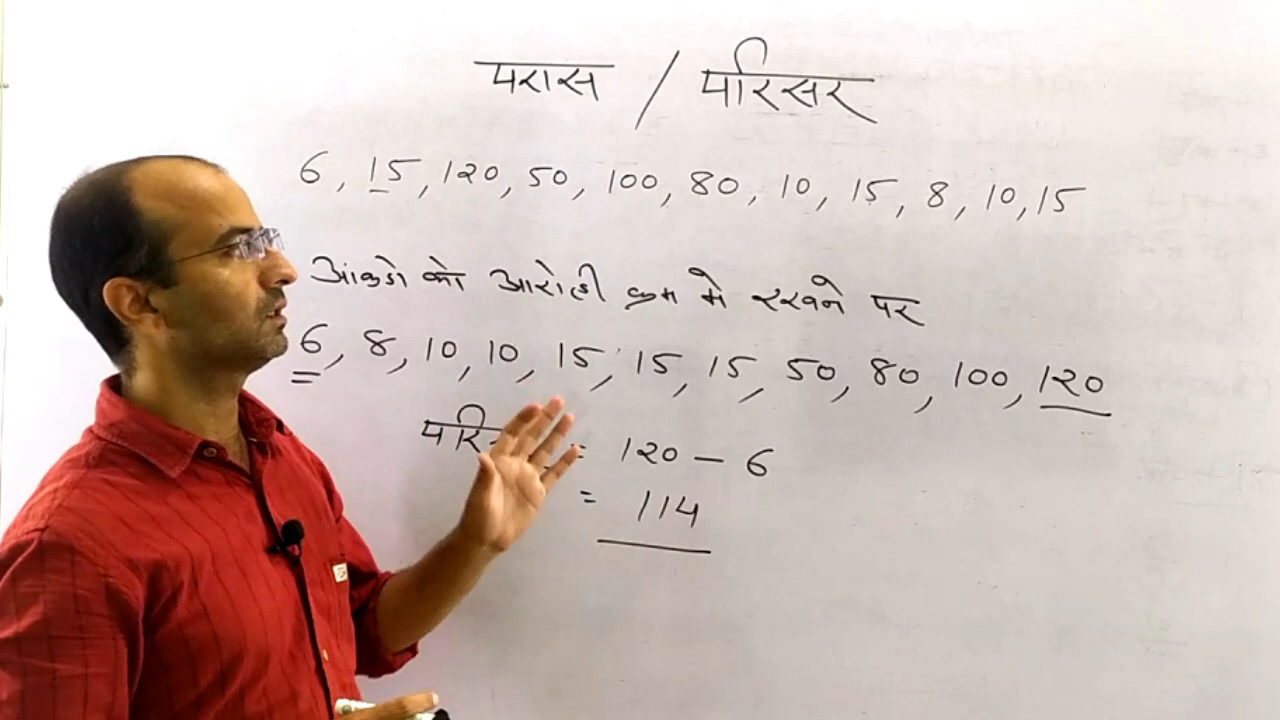 परास / परिसर
6, 15, 120, 50, 100, 80, 10, 15, 8, 10, 15
आंकडो को आरोही क्रम मे रखने पर
6, 8, 10, 10, 15, 15, 15, 50, 80, 100, 120
परि = 120 - 6
= 114